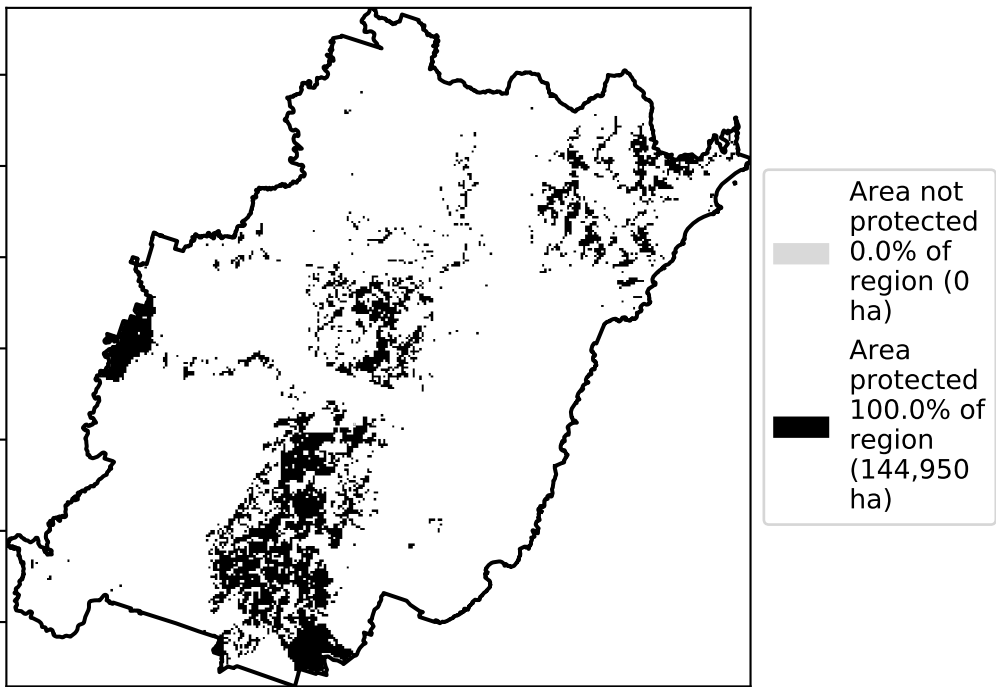 Area not
protected
0.0% of
region (0
ha)
Area
protected
100.0% of
region
(144,950
ha)